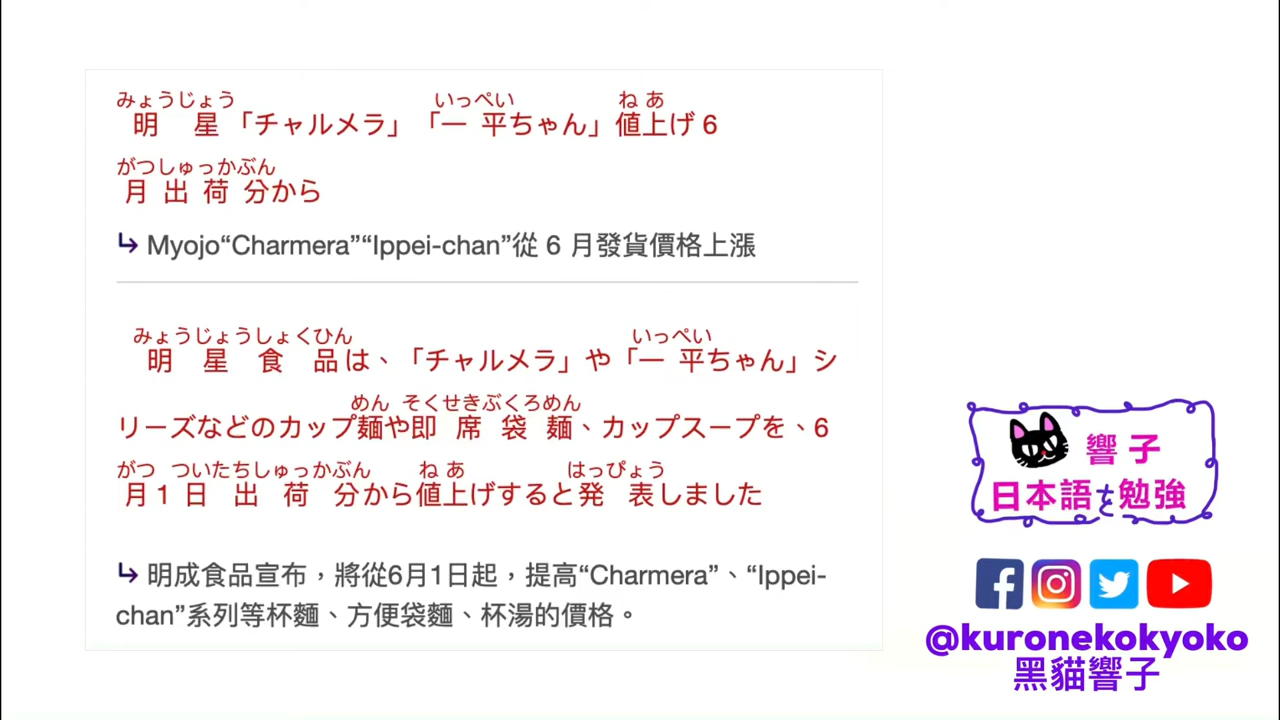 みょうじょう いっぺい ね あ
明星「チャルメラ」「一平ちゃん」値上げ 6
がつしゅっかぶん
月出荷分から
↳ Myojo“Charmera”“Ippei-chan”從 6 月發貨價格上漲
みょうじょうしょくひん いっぺい
明星食品は、「チャルメラ」や「一平ちゃん」シ
めん そくせきぶくろめん
リーズなどのカップ麺や即席袋麺、カップスープを、6
がつ ついたちしゅっかぶん ね あ はっぴょう
月1日出荷分から値上げすると発表しました
↳ 明成食品宣布，將從6月1日起，提高“Charmera”、“Ippei-
chan”系列等杯麵、方便袋麵、杯湯的價格。
響子
日本語を勉強
@kuronekokyoko
黑貓響子